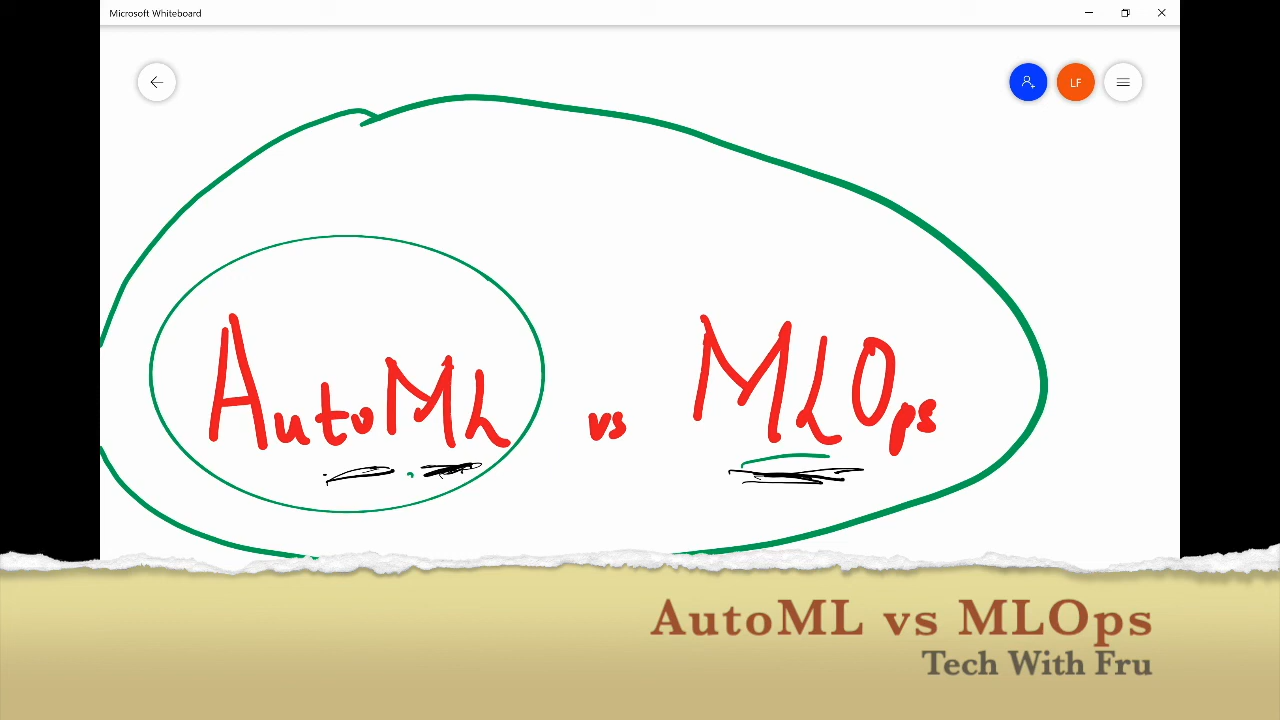 Microsoft Whiteboard
LF
AutoML vs MLOps
AutoML vs MLOps
Tech With Fru